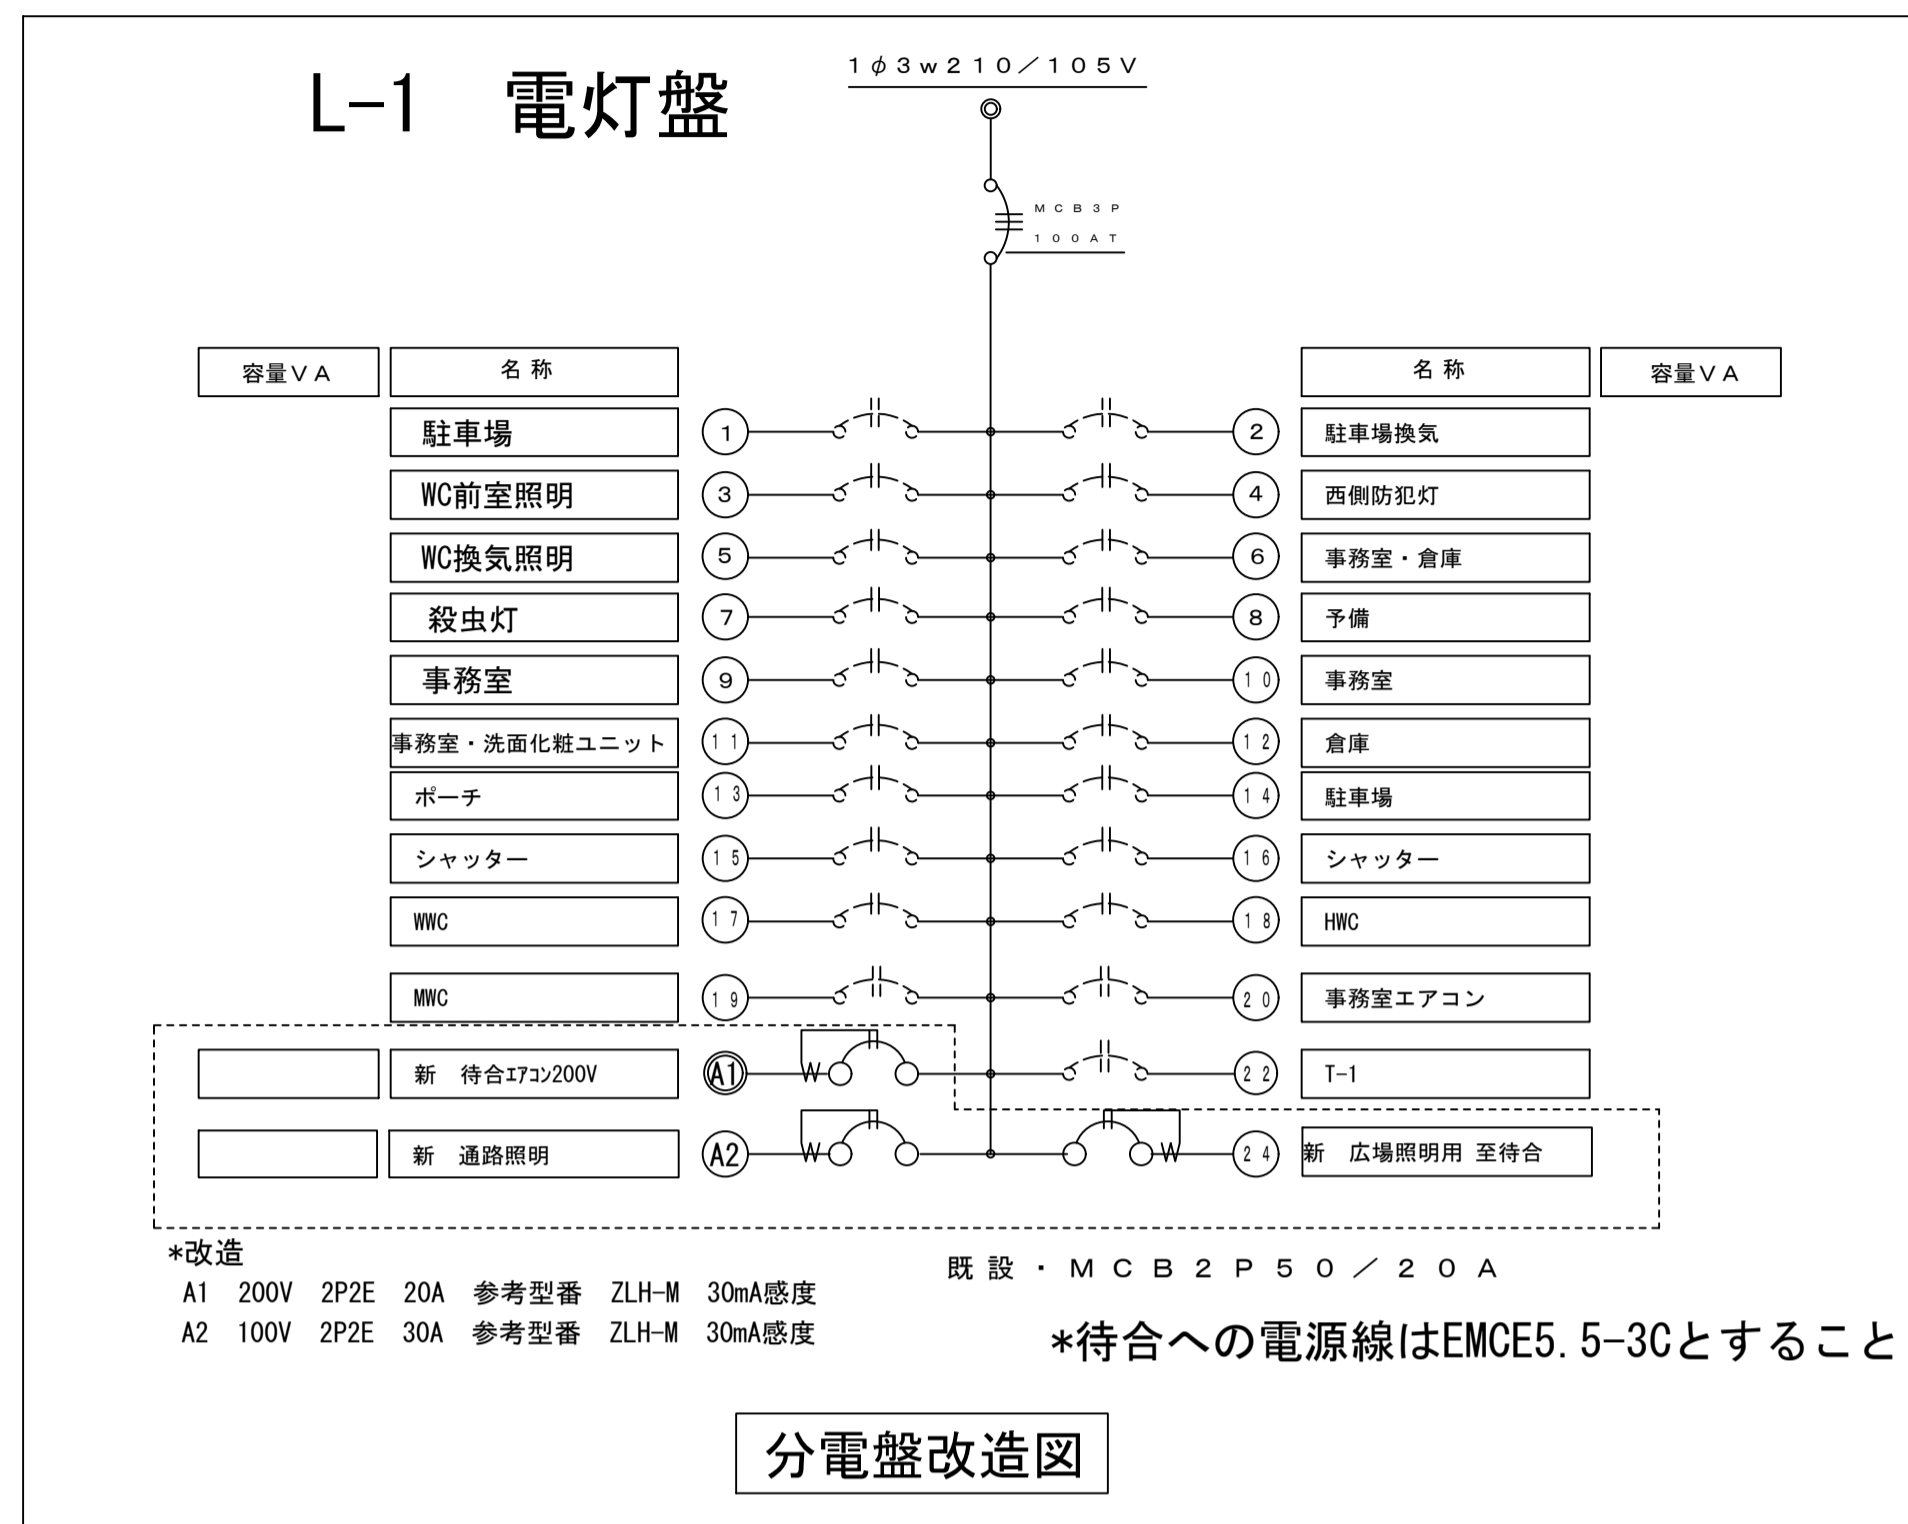 L-1　電灯盤
1φ3w210／105V
MCB3P
100AT
容量VA　名称　名称　容量VA
駐車場　1　2　駐車場換気
WC前室照明　3　4　西側防犯灯
WC換気照明　5　6　事務室・倉庫
殺虫灯　7　8　予備
事務室　9　10　事務室
事務室・洗面化粧ユニット　11　12　倉庫
ポーチ　13　14　駐車場
シャッター　15　16　シャッター
WWC　17　18　HWC
MWC　19　20　事務室エアコン
新　待合ｴｱｺﾝ200V　A1　22　T-1
新　通路照明　A2　24　新　広場照明用 至待合
*改造
A1　200V　2P2E　20A　参考型番　ZLH-M　30mA感度
A2　100V　2P2E　30A　参考型番　ZLH-M　30mA感度
既設・MCB2P50／20A
*待合への電源線はEMCE5.5-3Cとすること
分電盤改造図